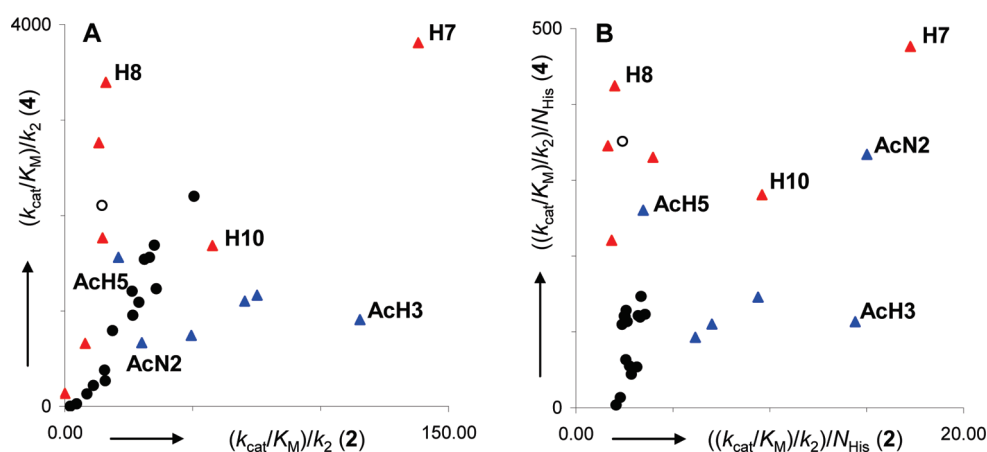 A
4000
H8
H7
H10
AcH5
AcH3
AcN2
(kcat/KM)/k2 (4)
0
0.00
150.00
(kcat/KM)/k2 (2)
B
500
H7
H8
AcN2
AcH5
H10
AcH3
((kcat/KM)/k2)/NHis (4)
0
0.00
20.00
((kcat/KM)/k2)/NHis (2)